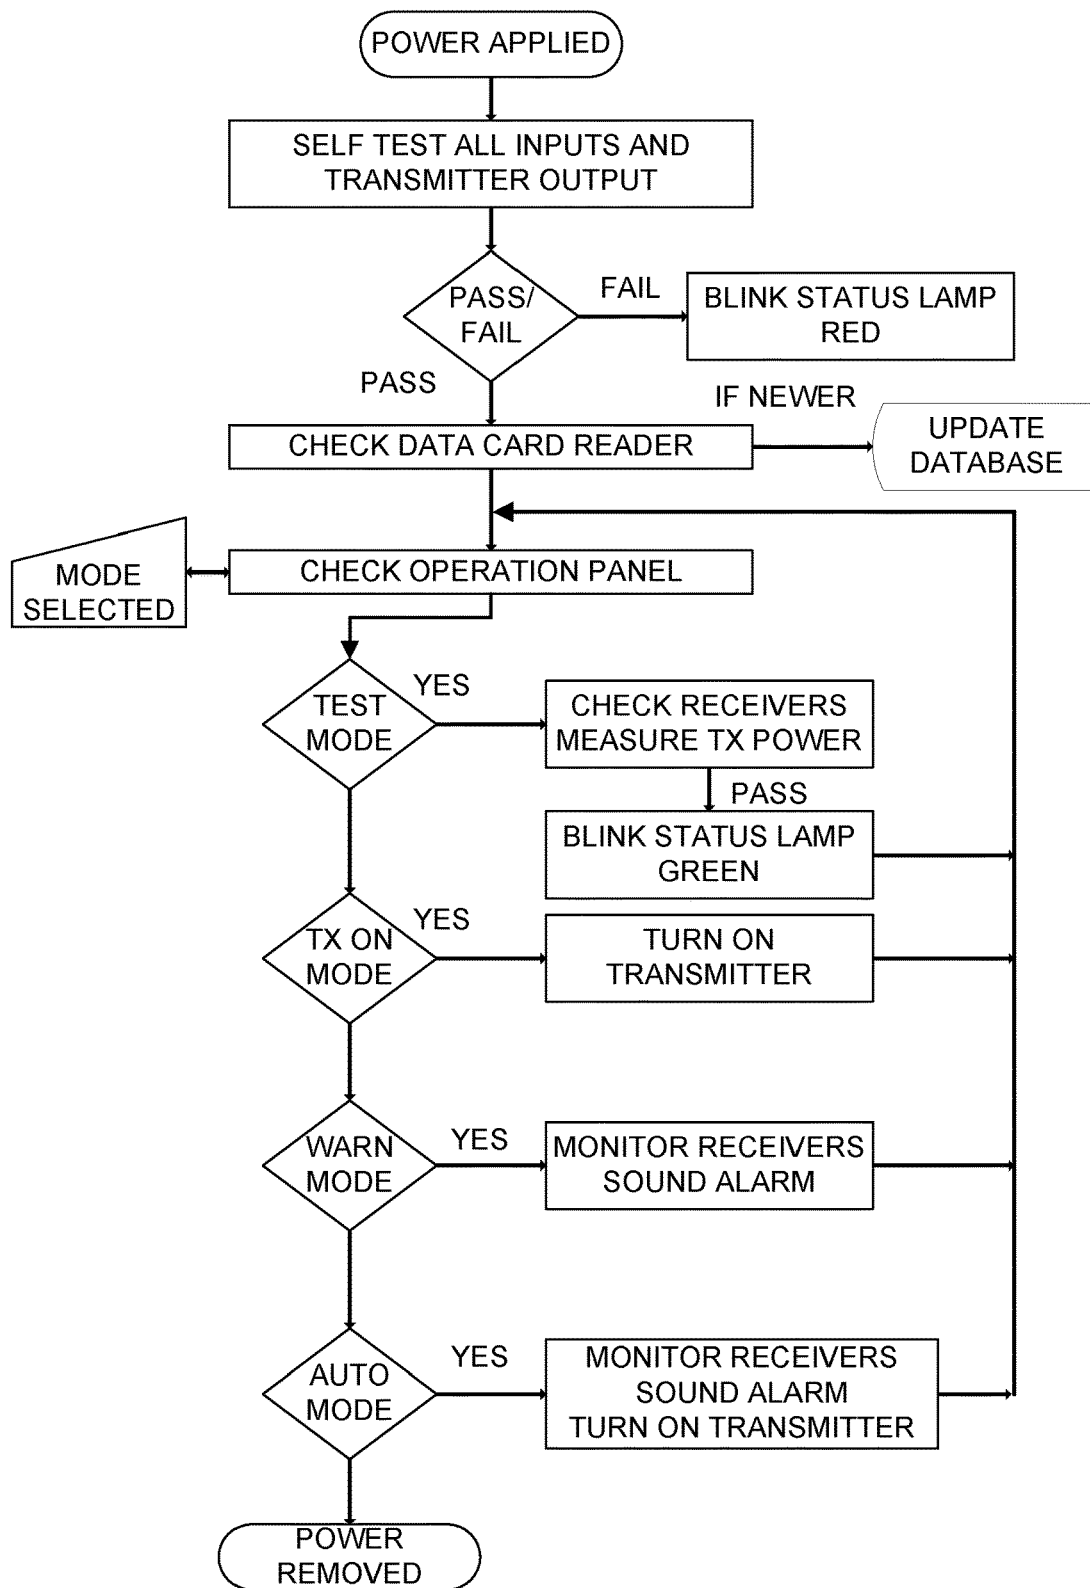 POWER APPLIED
SELF TEST ALL INPUTS AND
TRANSMITTER OUTPUT
PASS/
FAIL
FAIL
BLINK STATUS LAMP
RED
PASS
IF NEWER
CHECK DATA CARD READER
UPDATE
DATABASE
MODE
SELECTED
CHECK OPERATION PANEL
TEST
MODE
YES
CHECK RECEIVERS
MEASURE TX POWER
PASS
BLINK STATUS LAMP
GREEN
TX ON
MODE
YES
TURN ON
TRANSMITTER
WARN
MODE
YES
MONITOR RECEIVERS
SOUND ALARM
AUTO
MODE
YES
MONITOR RECEIVERS
SOUND ALARM
TURN ON TRANSMITTER
POWER
REMOVED